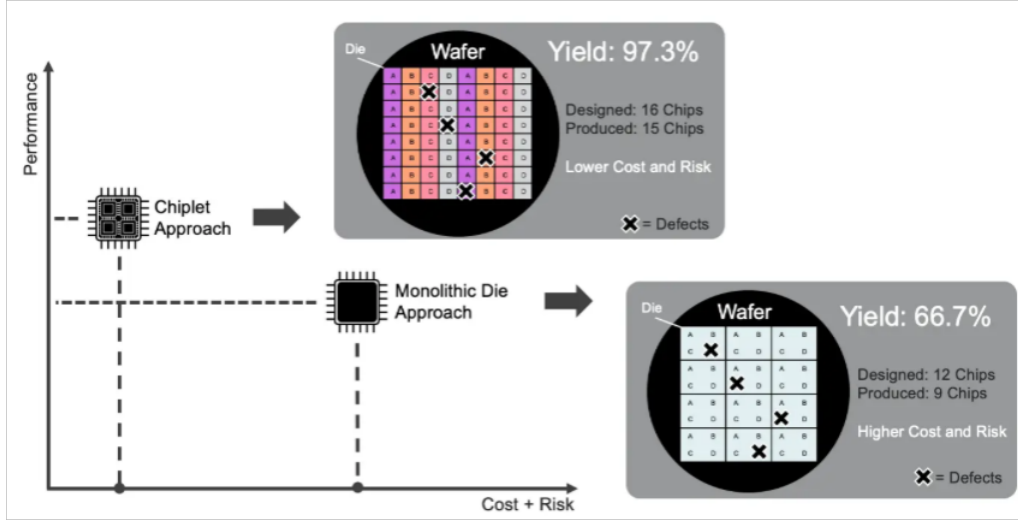 Performance
Die
Wafer
Yield: 97.3%
A B C D A B C D
A B D A B C D
A B C D A B C D
A B C A B C D
A B C D A B C D
A B C D A C D
A B C D A B C D
A B C D B C D
Designed: 16 Chips
Produced: 15 Chips
Lower Cost and Risk
= Defects
Chiplet
Approach
Monolithic Die
Approach
Die
Wafer
Yield: 66.7%
A B A B A B
C C D C D
A B A B A B
C D D C D
A B A B A B
C D C D D
A B A B A B
C D C C D
Designed: 12 Chips
Produced: 9 Chips
Higher Cost and Risk
= Defects
Cost + Risk